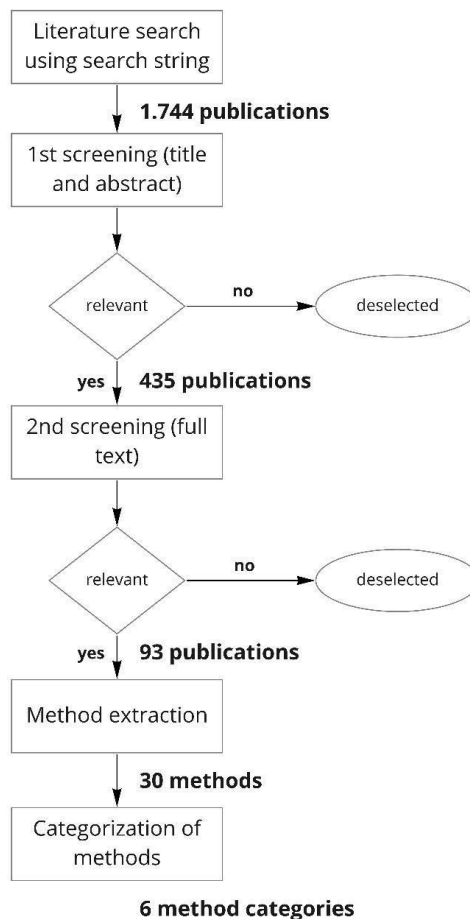 Literature search
using search string
1.744 publications
1st screening (title
and abstract)
relevant
no
deselected
yes
435 publications
2nd screening (full
text)
relevant
no
deselected
yes
93 publications
Method extraction
30 methods
Categorization of
methods
6 method categories